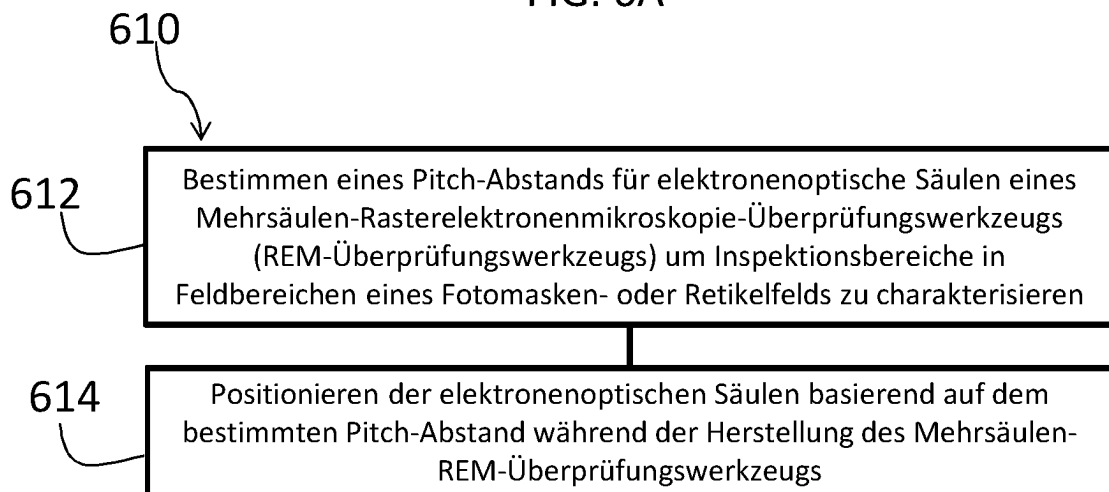 FIG. 6A
610
612
Bestimmen eines Pitch-Abstands für elektronenoptische Säulen eines
Mehrsäulen-Rasterelektronenmikroskopie-Überprüfungswerkzeugs
(REM-Überprüfungswerkzeugs) um Inspektionsbereiche in
Feldbereichen eines Fotomasken- oder Retikelfelds zu charakterisieren
614
Positionieren der elektronenoptischen Säulen basierend auf dem
bestimmten Pitch-Abstand während der Herstellung des Mehrsäulen-
REM-Überprüfungswerkzeugs